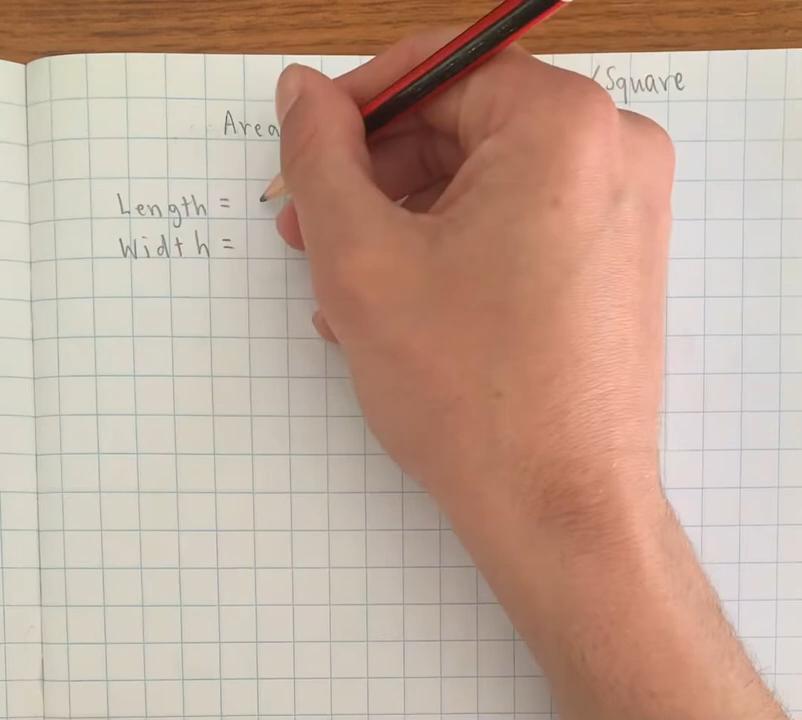 /Square
Area
Length =
Width =